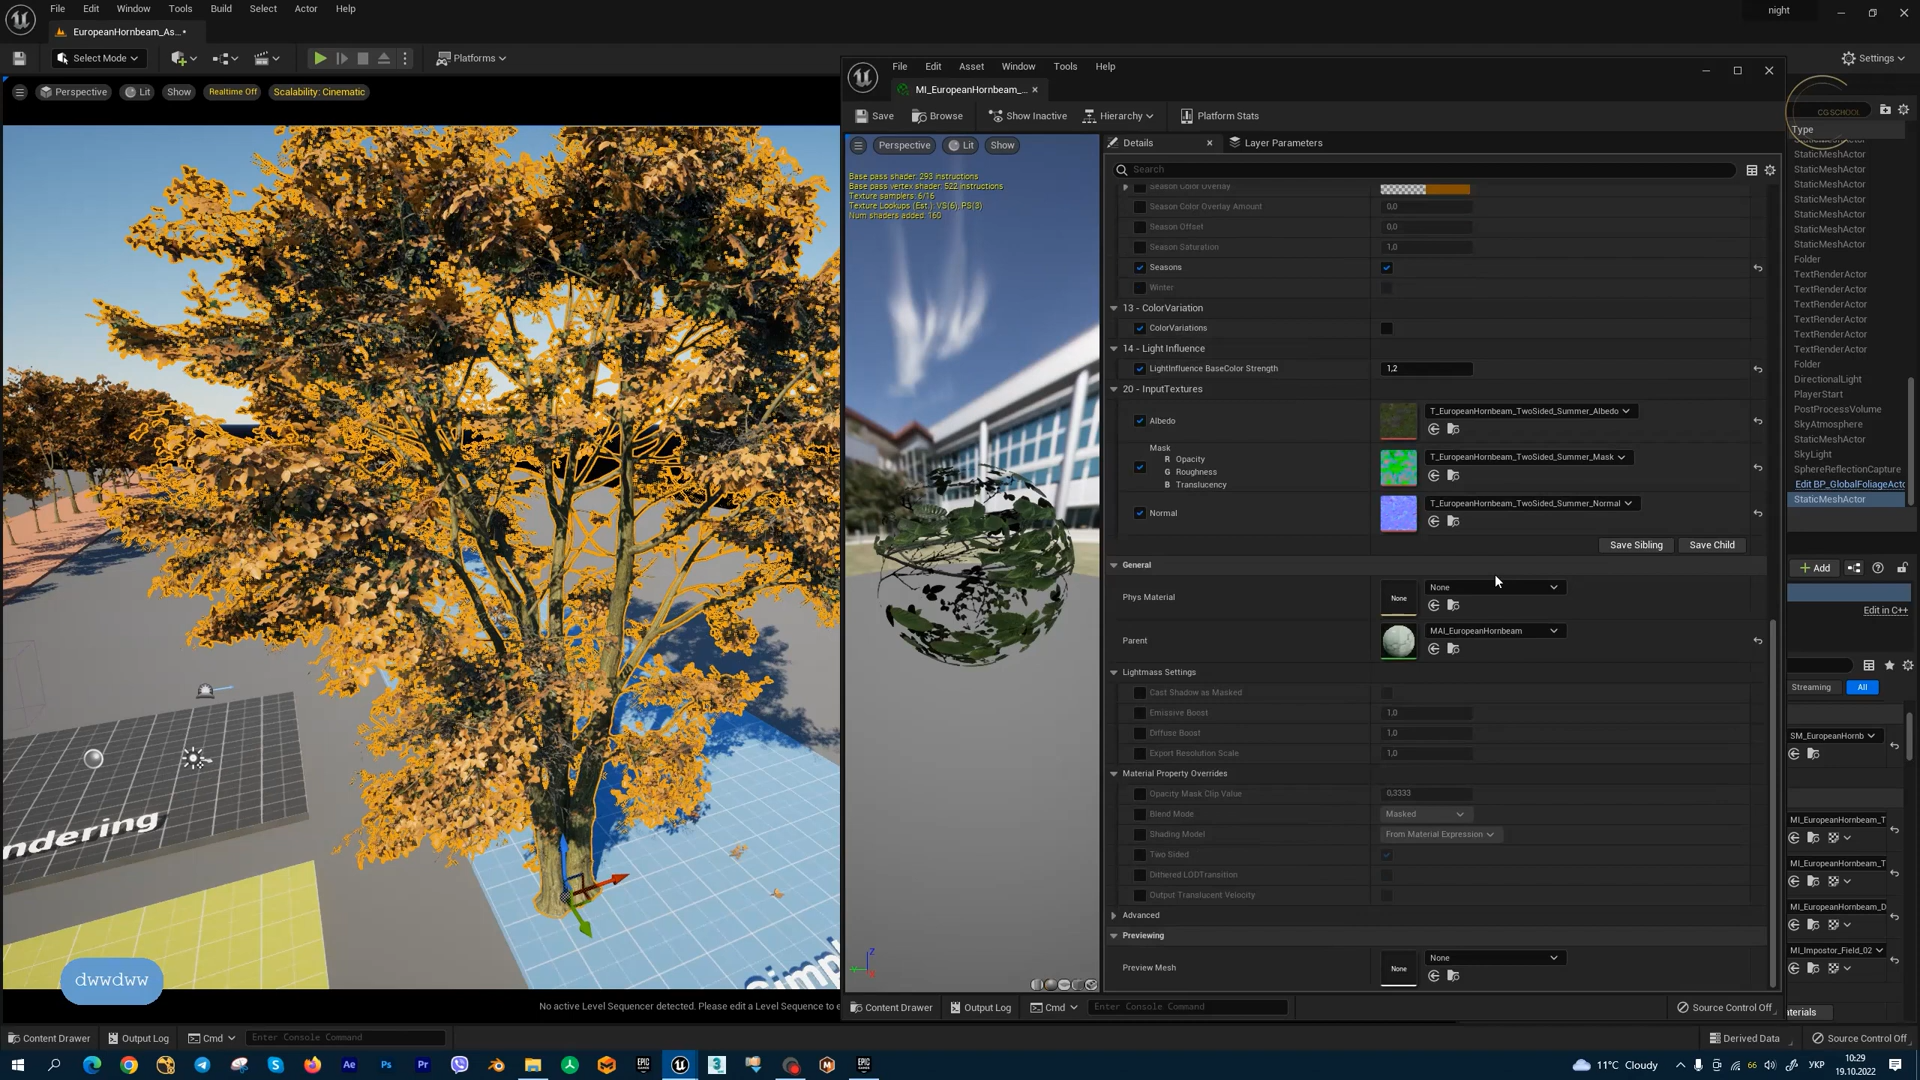 File Edit Window Tools Build Select Actor Help
night
EuropeanHornbeam_As...•
Select Mode
Platforms
Settings
Perspective Lit Show Realtime Off Scalability: Cinematic
File Edit Asset Window Tools Help
MI_EuropeanHornbeam_...
Save Browse Show Inactive Hierarchy Platform Stats
Perspective Lit Show
Base pass shader: 293 instructions
Base pass vertex shader: 522 instructions
Texture samplers: 6/16
Texture Lookups (Est.): VS(6), PS(3)
Num shaders added: 160
Details
Layer Parameters
Search
Season Color Overlay
Season Color Overlay Amount 0,0
Season Offset 0,0
Season Saturation 1,0
Seasons
Winter
13 - ColorVariation
ColorVariations
14 - Light Influence
LightInfluence BaseColor Strength 1,2
20 - InputTextures
Albedo T_EuropeanHornbeam_TwoSided_Summer_Albedo
Mask
R Opacity
G Roughness
B Translucency
T_EuropeanHornbeam_TwoSided_Summer_Mask
Normal T_EuropeanHornbeam_TwoSided_Summer_Normal
Save Sibling Save Child
General
Phys Material None None
Parent MAI_EuropeanHornbeam
Lightmass Settings
Cast Shadow as Masked
Emissive Boost 1,0
Diffuse Boost 1,0
Export Resolution Scale 1,0
Material Property Overrides
Opacity Mask Clip Value 0,3333
Blend Mode Masked
Shading Model From Material Expression
Two Sided
Dithered LODTransition
Output Translucent Velocity
Advanced
Previewing
Preview Mesh None None
Content Drawer Output Log Cmd Enter Console Command Source Control Off
CG SCHOOL
Type
StaticMeshActor
StaticMeshActor
StaticMeshActor
StaticMeshActor
StaticMeshActor
StaticMeshActor
StaticMeshActor
StaticMeshActor
Folder
TextRenderActor
TextRenderActor
TextRenderActor
TextRenderActor
TextRenderActor
TextRenderActor
Folder
DirectionalLight
PlayerStart
PostProcessVolume
SkyAtmosphere
StaticMeshActor
SkyLight
SphereReflectionCapture
Edit BP_GlobalFoliageActo
StaticMeshActor
Add
Edit in C++
Streaming All
SM_EuropeanHornb
MI_EuropeanHornbeam_T
MI_EuropeanHornbeam_T
MI_EuropeanHornbeam_D
MI_Impostor_Field_02
aterials
ndering
Simpl
dwwdww
No active Level Sequencer detected. Please edit a Level Sequence to e
Content Drawer Output Log Cmd Enter Console Command Derived Data Source Control Off
11°C Cloudy 66 УКР 10:29
19.10.2022